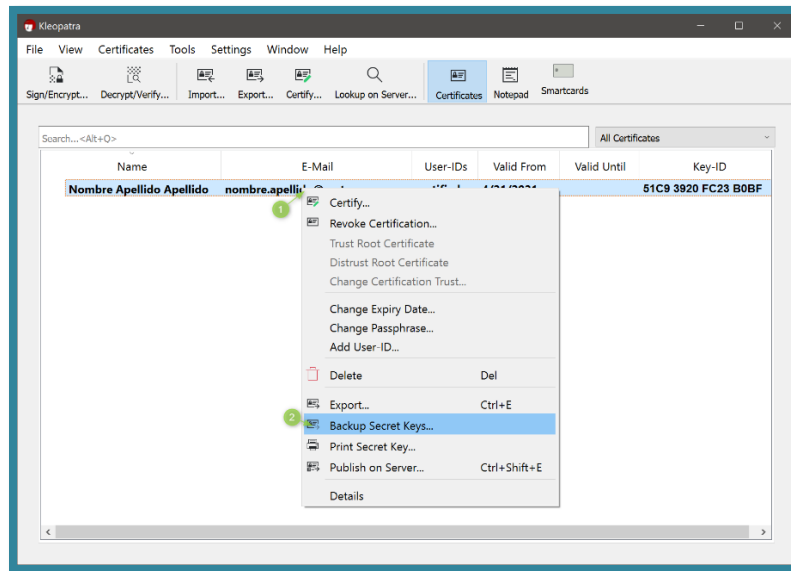 Kleopatra
File View Certificates Tools Settings Window Help
Sign/Encrypt... Decrypt/Verify... Import... Export... Certify... Lookup on Server... Certificates Notepad Smartcards
Search...<Alt+Q> All Certificates
Name E-Mail User-IDs Valid From Valid Until Key-ID
Nombre Apellido Apellido 51C9 3920 FC23 B0BF
1
Certify...
Revoke Certification...
Trust Root Certificate
Distrust Root Certificate
Change Certification Trust...
Change Expiry Date...
Change Passphrase...
Add User-ID...
Delete Del
Export... Ctrl+E
2
Backup Secret Keys...
Print Secret Key...
Publish on Server... Ctrl+Shift+E
Details